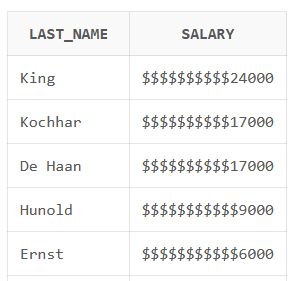 LAST_NAME SALARY
King $$$$$$$$$$24000
Kochhar $$$$$$$$$$17000
De Haan $$$$$$$$$$17000
Hunold $$$$$$$$$$$9000
Ernst $$$$$$$$$$$6000